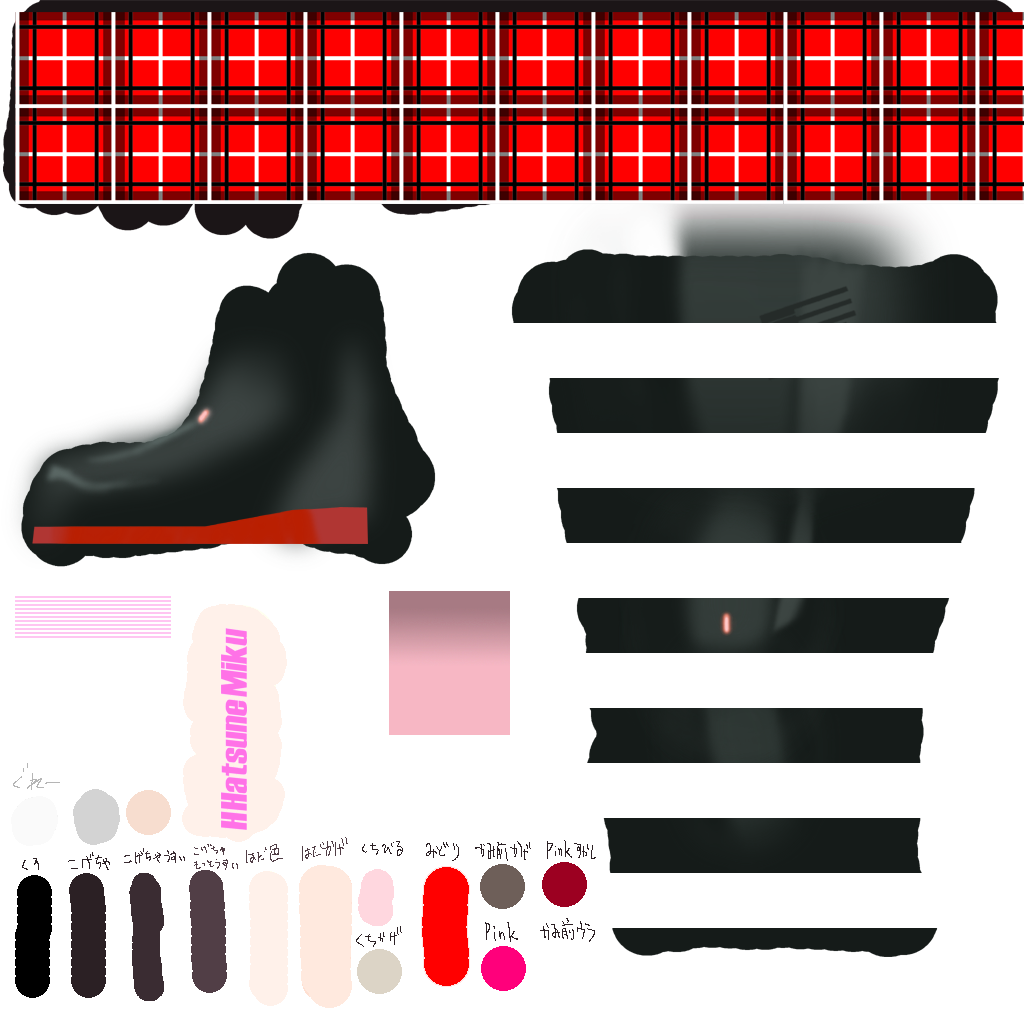 HHatsune Miku
ぐれー
くろ
こげちゃ
こげちゃうすい
こげちゃ
もっとうすい
はだ色
はだかげ
くちびる
みどり
かみ前かげ
Pinkすかし
くちかげ
Pink
かみ前ウラ